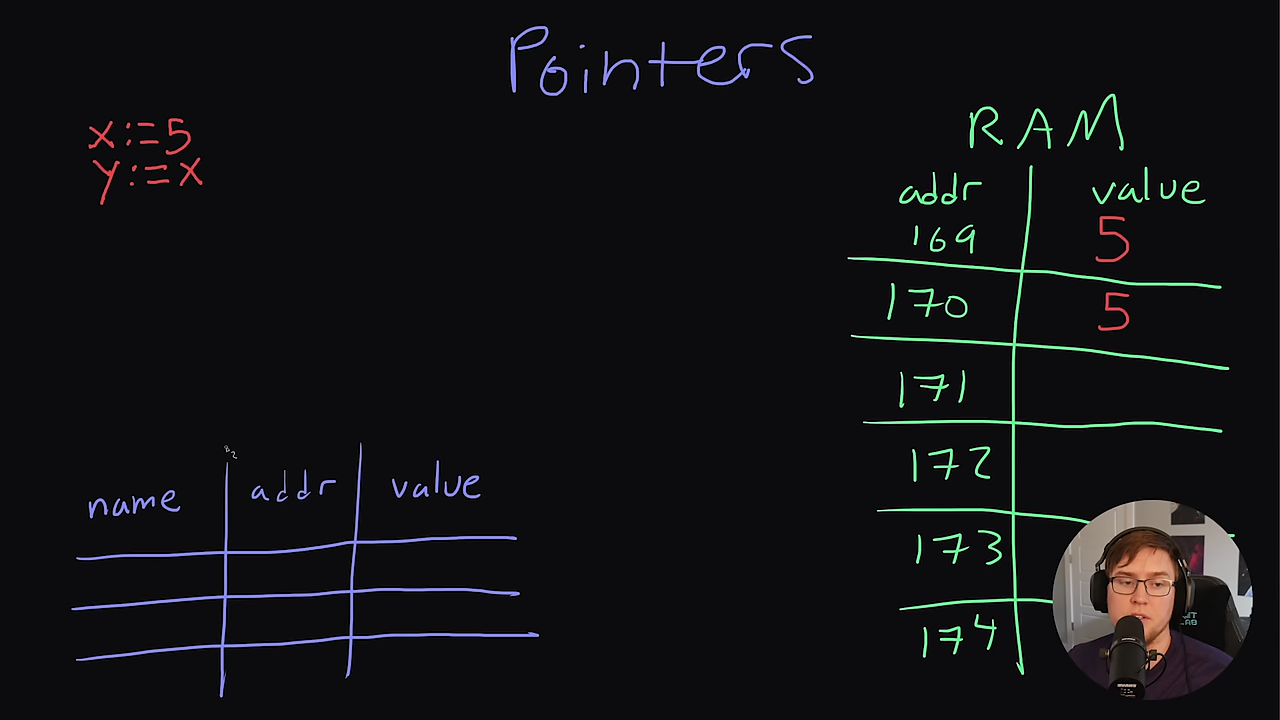 Pointers
x:=5
y:=x
RAM
addr value
169 5
170 5
171
172
173
174
name addr value